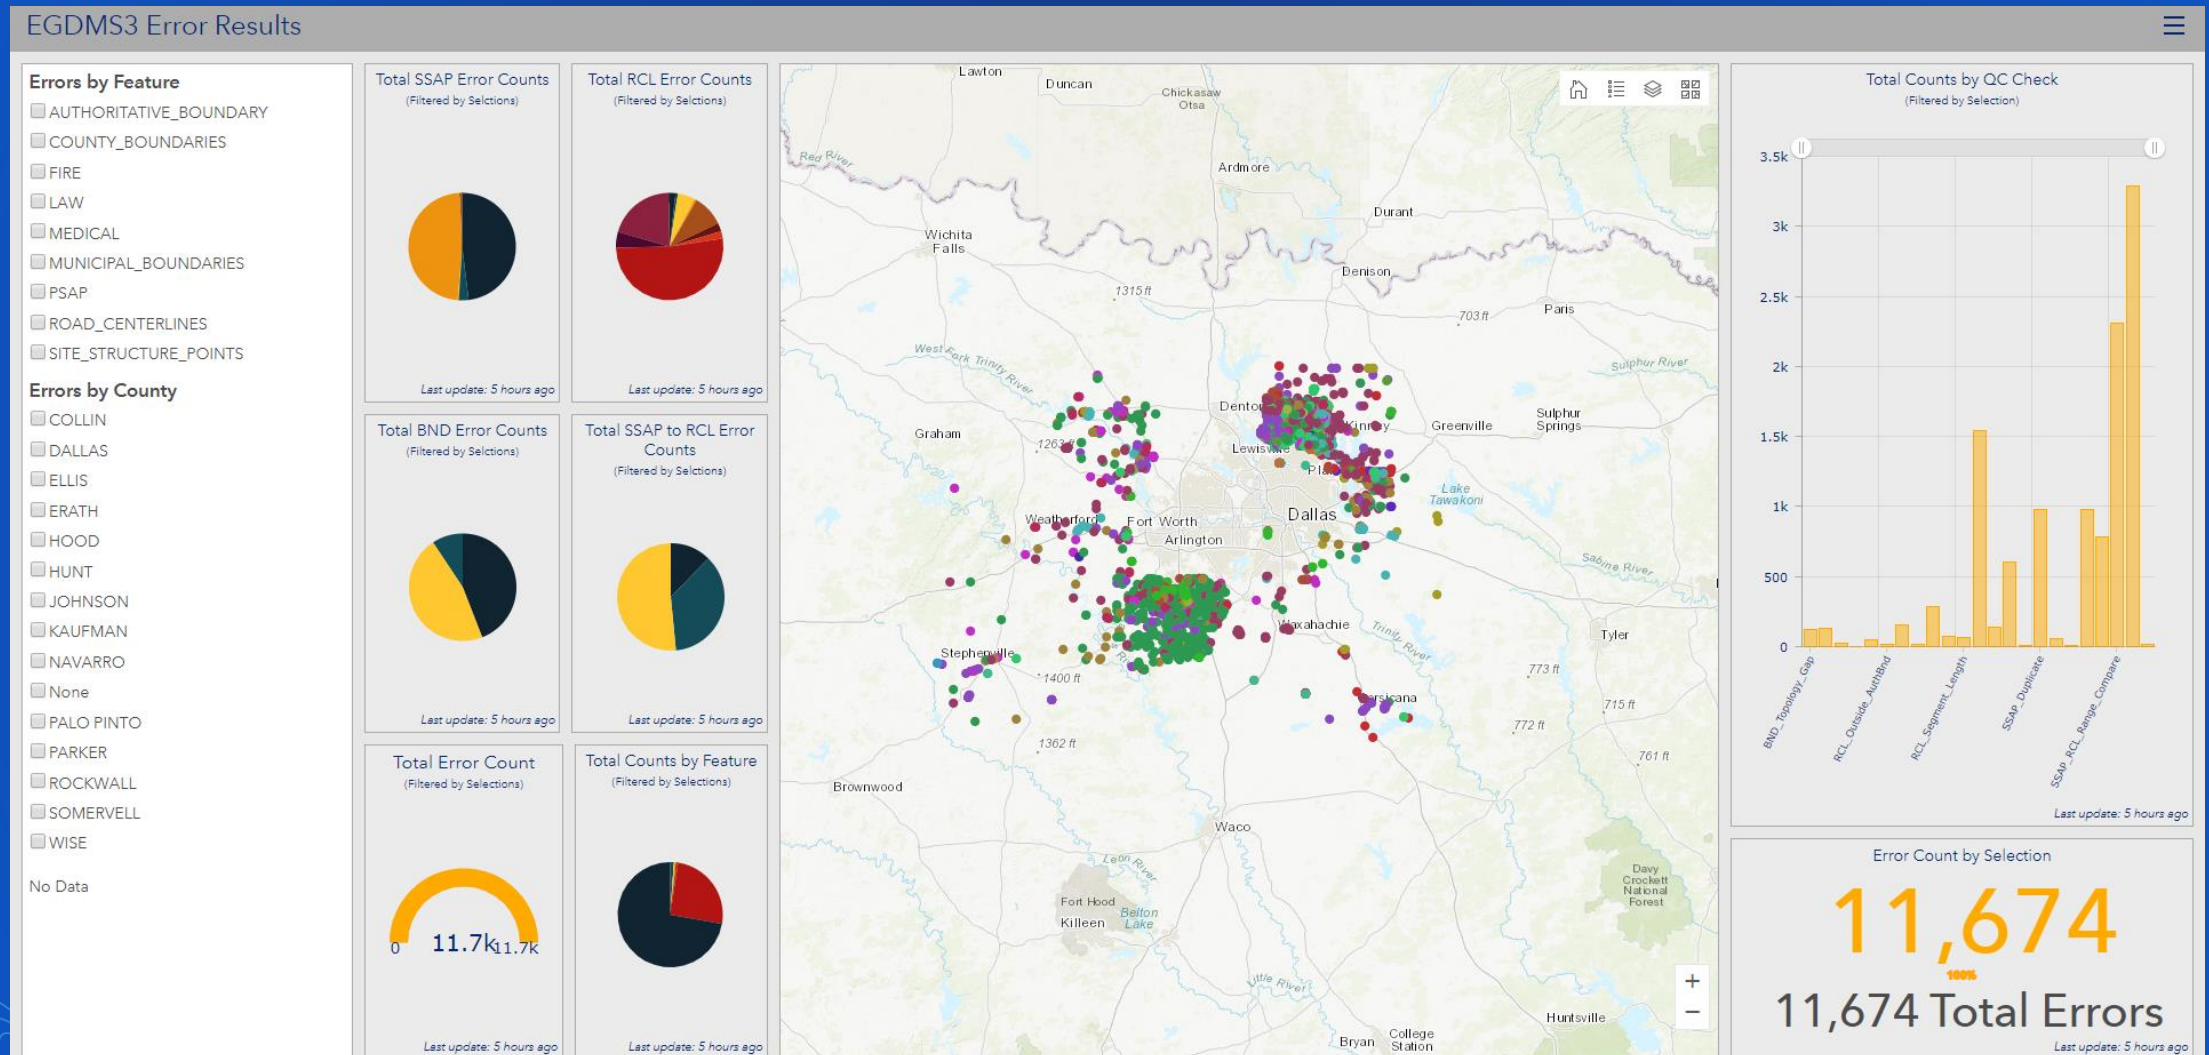 EGDMS3 Error Results
Errors by Feature
AUTHORITATIVE_BOUNDARY
COUNTY_BOUNDARIES
FIRE
LAW
MEDICAL
MUNICIPAL_BOUNDARIES
PSAP
ROAD_CENTERLINES
SITE_STRUCTURE_POINTS
Errors by County
COLLIN
DALLAS
ELLIS
ERATH
HOOD
HUNT
JOHNSON
KAUFMAN
NAVARRO
None
PALO PINTO
PARKER
ROCKWALL
SOMERVELL
WISE
No Data
Total SSAP Error Counts
(Filtered by Selctions)
Last update: 5 hours ago
Total RCL Error Counts
(Filtered by Selctions)
Last update: 5 hours ago
Total BND Error Counts
(Filtered by Selctions)
Last update: 5 hours ago
Total SSAP to RCL Error
Counts
(Filtered by Selctions)
Last update: 5 hours ago
Total Error Count
(Filtered by Selections)
0
11.7k
11.7k
Last update: 5 hours ago
Total Counts by Feature
(Filtered by Selections)
Last update: 5 hours ago
Lawton
Duncan
Chickasaw
Otsa
Red River
Ardmore
Durant
Wichita
Falls
Denison
1315 ft
703 ft
Paris
West Fork Trinity River
Sulphur River
Sulphur
Springs
Graham
1263 ft
Greenville
Lake
Tawakoni
Weatherford
Fort Worth
Dallas
Arlington
Sabine River
Waxahachie
Trinity River
Tyler
Stephenville
1400 ft
773 ft
715 ft
772 ft
1362 ft
761 ft
Brownwood
Waco
Leon River
Davy
Crockett
National
Forest
Fort Hood
Killeen
Belton
Lake
Little River
Huntsville
Bryan
College
Station
+
−
Total Counts by QC Check
(Filtered by Selection)
3.5k
3k
2.5k
2k
1.5k
1k
500
0
BND_Topology_Gap
RCL_Outside_AuthBnd
RCL_Segment_Length
SSAP_Duplicate
SSAP_RCL_Range_Compare
Last update: 5 hours ago
Error Count by Selection
11,674
100%
11,674 Total Errors
Last update: 5 hours ago